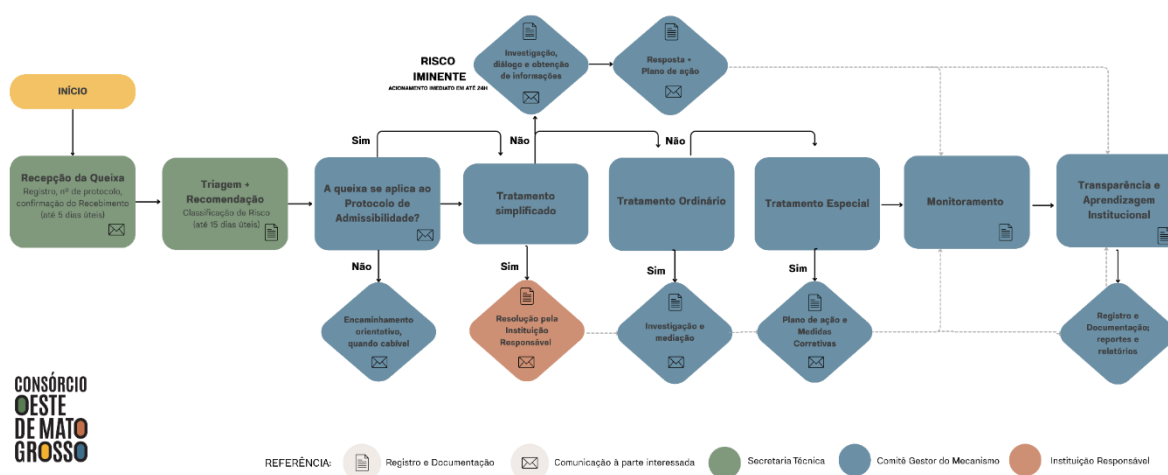 RISCO
IMINENTE
ACIONAMENTO IMEDIATO EM ATÉ 24H
Investigação,
diálogo e obtenção
de informações
Resposta +
Plano de ação
INÍCIO
Sim
Não
Não
Recepção da Queixa
Registro, nº de protocolo,
confirmação do Recebimento
(até 5 dias úteis)
Triagem +
Recomendação
Classificação de Risco
(até 15 dias úteis)
A queixa se aplica ao
Protocolo de
Admissibilidade?
Tratamento
simplificado
Tratamento Ordinário
Tratamento Especial
Monitoramento
Transparência e
Aprendizagem
Institucional
Não
Sim
Sim
Sim
Encaminhamento
orientativo,
quando cabível
Resolução pela
Instituição
Responsável
Investigação e
mediação
Plano de ação e
Medidas
Corretivas
Registro e
Documentação;
reportes e
relatórios
CONSÓRCIO
OESTE
DE MATO
GROSSO
REFERÊNCIA:
Registro e Documentação
Comunicação à parte interessada
Secretaria Técnica
Comitê Gestor do Mecanismo
Instituição Responsável